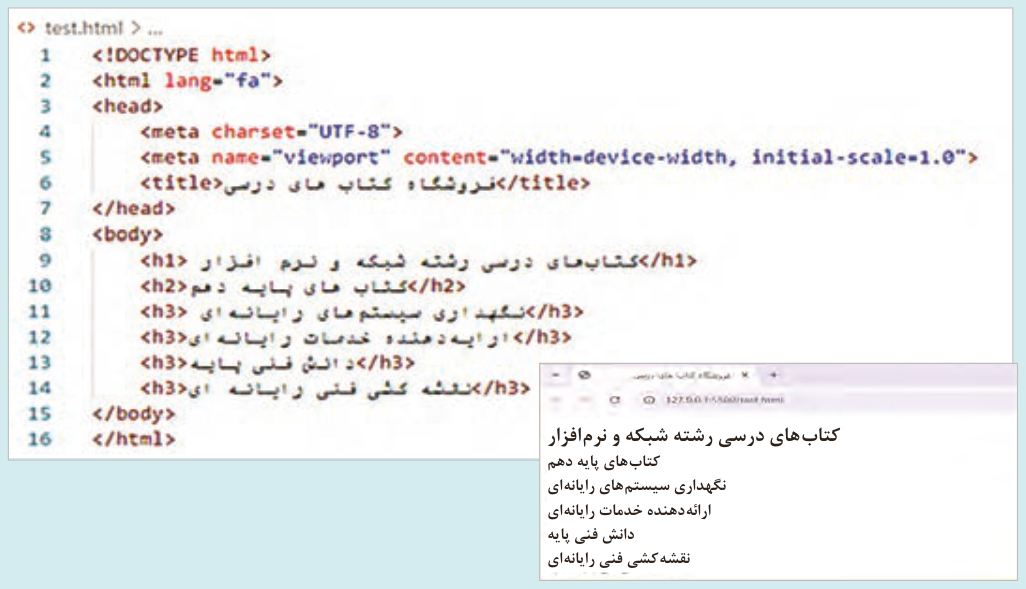 test.html > ...
1 <!DOCTYPE html>
2 <html lang="fa">
3 <head>
4 <meta charset="UTF-8">
5 <meta name="viewport" content="width=device-width, initial-scale=1.0">
6 <title>فروشگاه کتاب های درسی</title>
7 </head>
8 <body>
9 <h1> کتاب‌های درسی رشته شبکه و نرم افزار</h1>
10 <h2>کتاب های پایه دهم</h2>
11 <h3> نگهداری سیستم‌های رایانه ای</h3>
12 <h3>ارایه‌دهنده خدمات رایانه ای</h3>
13 <h3>دانش فنی پایه</h3>
14 <h3>نقشه کشی فنی رایانه ای</h3>
15 </body>
16 </html>
فروشگاه کتاب های درسی
127.0.0.1:5500/test.html
کتاب‌های درسی رشته شبکه و نرم‌افزار
کتاب‌های پایه دهم
نگهداری سیستم‌های رایانه‌ای
ارائه‌دهنده خدمات رایانه‌ای
دانش فنی پایه
نقشه‌کشی فنی رایانه‌ای